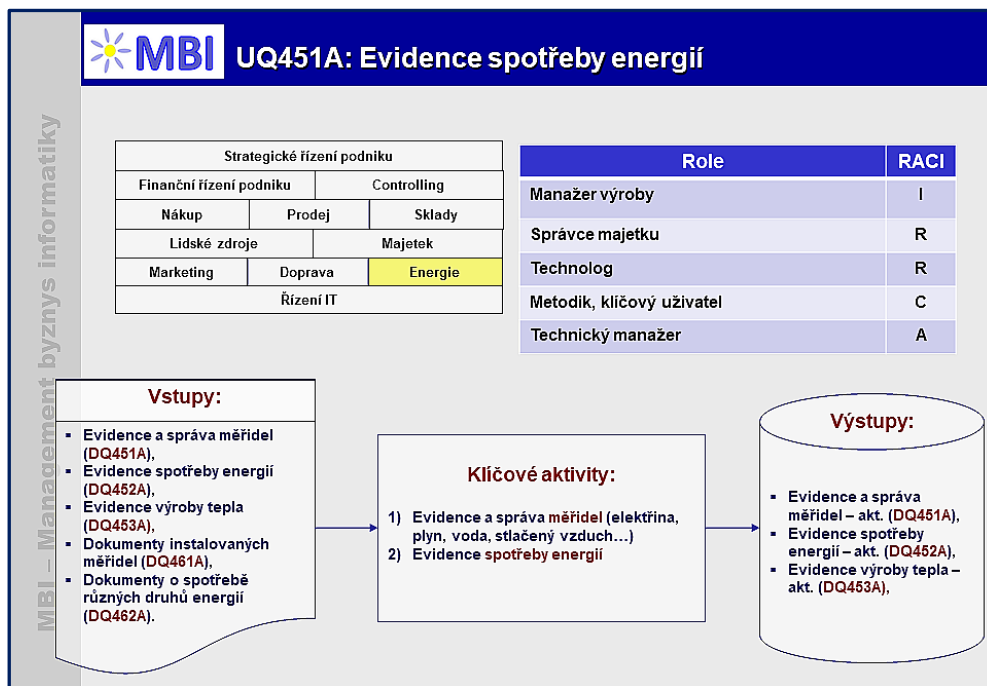 MBI
UQ451A: Evidence spotřeby energií
MBI – Management byznys informatiky
Strategické řízení podniku
Finanční řízení podniku
Controlling
Nákup
Prodej
Sklady
Lidské zdroje
Majetek
Marketing
Doprava
Energie
Řízení IT
Role RACI
Manažer výroby I
Správce majetku R
Technolog R
Metodik, klíčový uživatel C
Technický manažer A
Vstupy:
▪ Evidence a správa měřidel
(DQ451A),
▪ Evidence spotřeby energií
(DQ452A),
▪ Evidence výroby tepla
(DQ453A),
▪ Dokumenty instalovaných
měřidel (DQ461A),
▪ Dokumenty o spotřebě
různých druhů energií
(DQ462A).
Klíčové aktivity:
1) Evidence a správa měřidel (elektřina,
plyn, voda, stlačený vzduch…)
2) Evidence spotřeby energií
Výstupy:
▪ Evidence a správa
měřidel – akt. (DQ451A),
▪ Evidence spotřeby
energií – akt. (DQ452A),
▪ Evidence výroby tepla –
akt. (DQ453A),